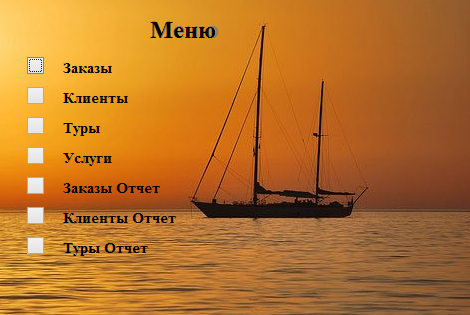 Меню
Заказы
Клиенты
Туры
Услуги
Заказы Отчет
Клиенты Отчет
Туры Отчет